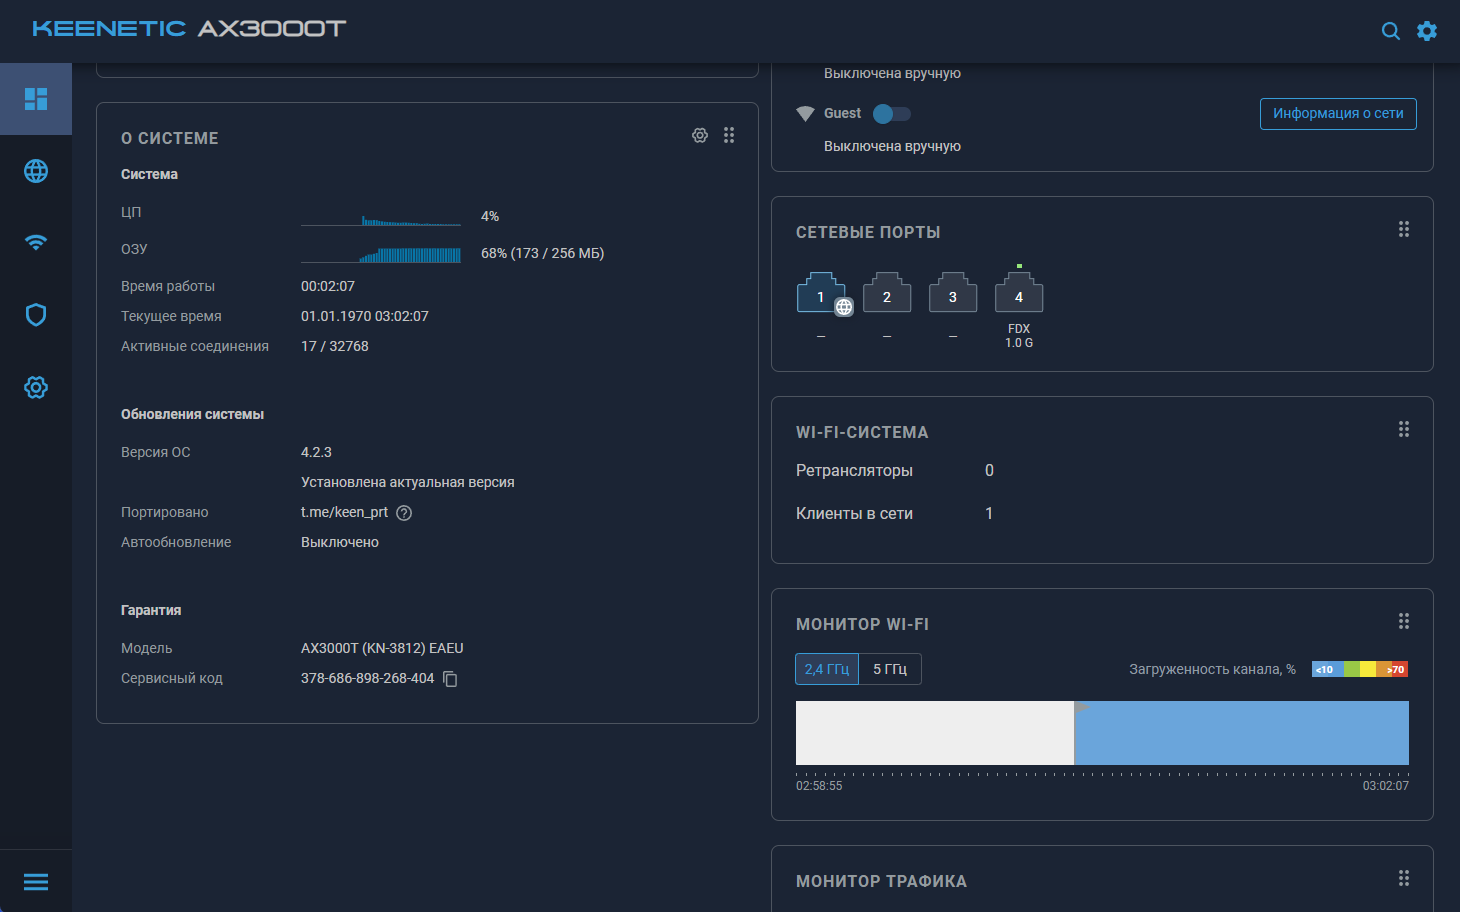 KEENETIC AX3000T
О СИСТЕМЕ
Система
ЦП 4%
ОЗУ 68% (173 / 256 МБ)
Время работы 00:02:07
Текущее время 01.01.1970 03:02:07
Активные соединения 17 / 32768
Обновления системы
Версия ОС 4.2.3
Установлена актуальная версия
Портировано t.me/keen_prt
Автообновление Выключено
Гарантия
Модель AX3000T (KN-3812) EAEU
Сервисный код 378-686-898-268-404
Выключена вручную
Guest
Информация о сети
Выключена вручную
СЕТЕВЫЕ ПОРТЫ
1 2 3 4
– – – FDX
1.0 G
WI-FI-СИСТЕМА
Ретрансляторы 0
Клиенты в сети 1
МОНИТОР WI-FI
2,4 ГГц 5 ГГц Загруженность канала, % <10 >70
02:58:55 03:02:07
МОНИТОР ТРАФИКА